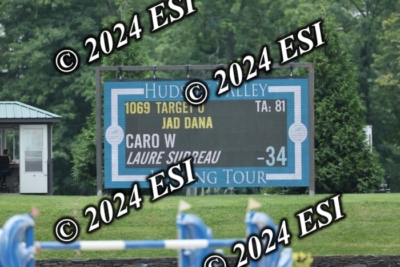 © 2024 ESI
© 2024 ESI
HUDSON VALLEY
1069 TARGET D TA: 81
JAD DANA
CARO W
LAURE SUDREAU -34
© 2024 ESI
TOUR
© 2024 ESI
© 2024 ESI
© 2024 ESI